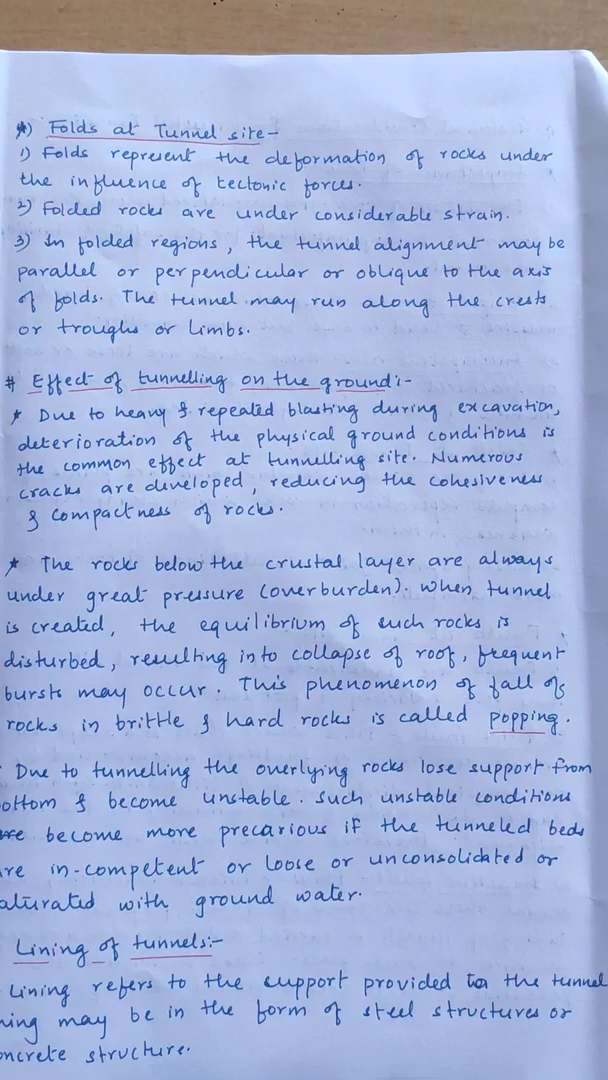 *) Folds at Tunnel site-
1) Folds represent the deformation of rocks under
the influence of tectonic forces.
2) Folded rocks are under considerable strain.
3) In folded regions, the tunnel alignment may be
parallel or perpendicular or oblique to the axis
of folds. The tunnel may run along the crests
or troughs or limbs.
# Effect of tunnelling on the ground:-
* Due to heavy & repeated blasting during excavation,
deterioration of the physical ground conditions is
the common effect at tunnelling site. Numerous
cracks are developed, reducing the cohesiveness
& compactness of rocks.
* The rocks below the crustal layer are always
under great pressure (overburden). when tunnel
is created, the equilibrium of such rocks is
disturbed, resulting into collapse of roof, frequent
bursts may occur. This phenomenon of fall of
rocks in brittle & hard rocks is called popping.
Due to tunnelling the overlying rocks lose support from
ottom & become unstable. Such unstable conditions
become more precarious if the tunneled beds
re in-competent or loose or unconsolidated or
aturated with ground water.
Lining of tunnels:-
Lining refers to the support provided to the tunnel
ning may be in the form of steel structures or
oncrete structure.